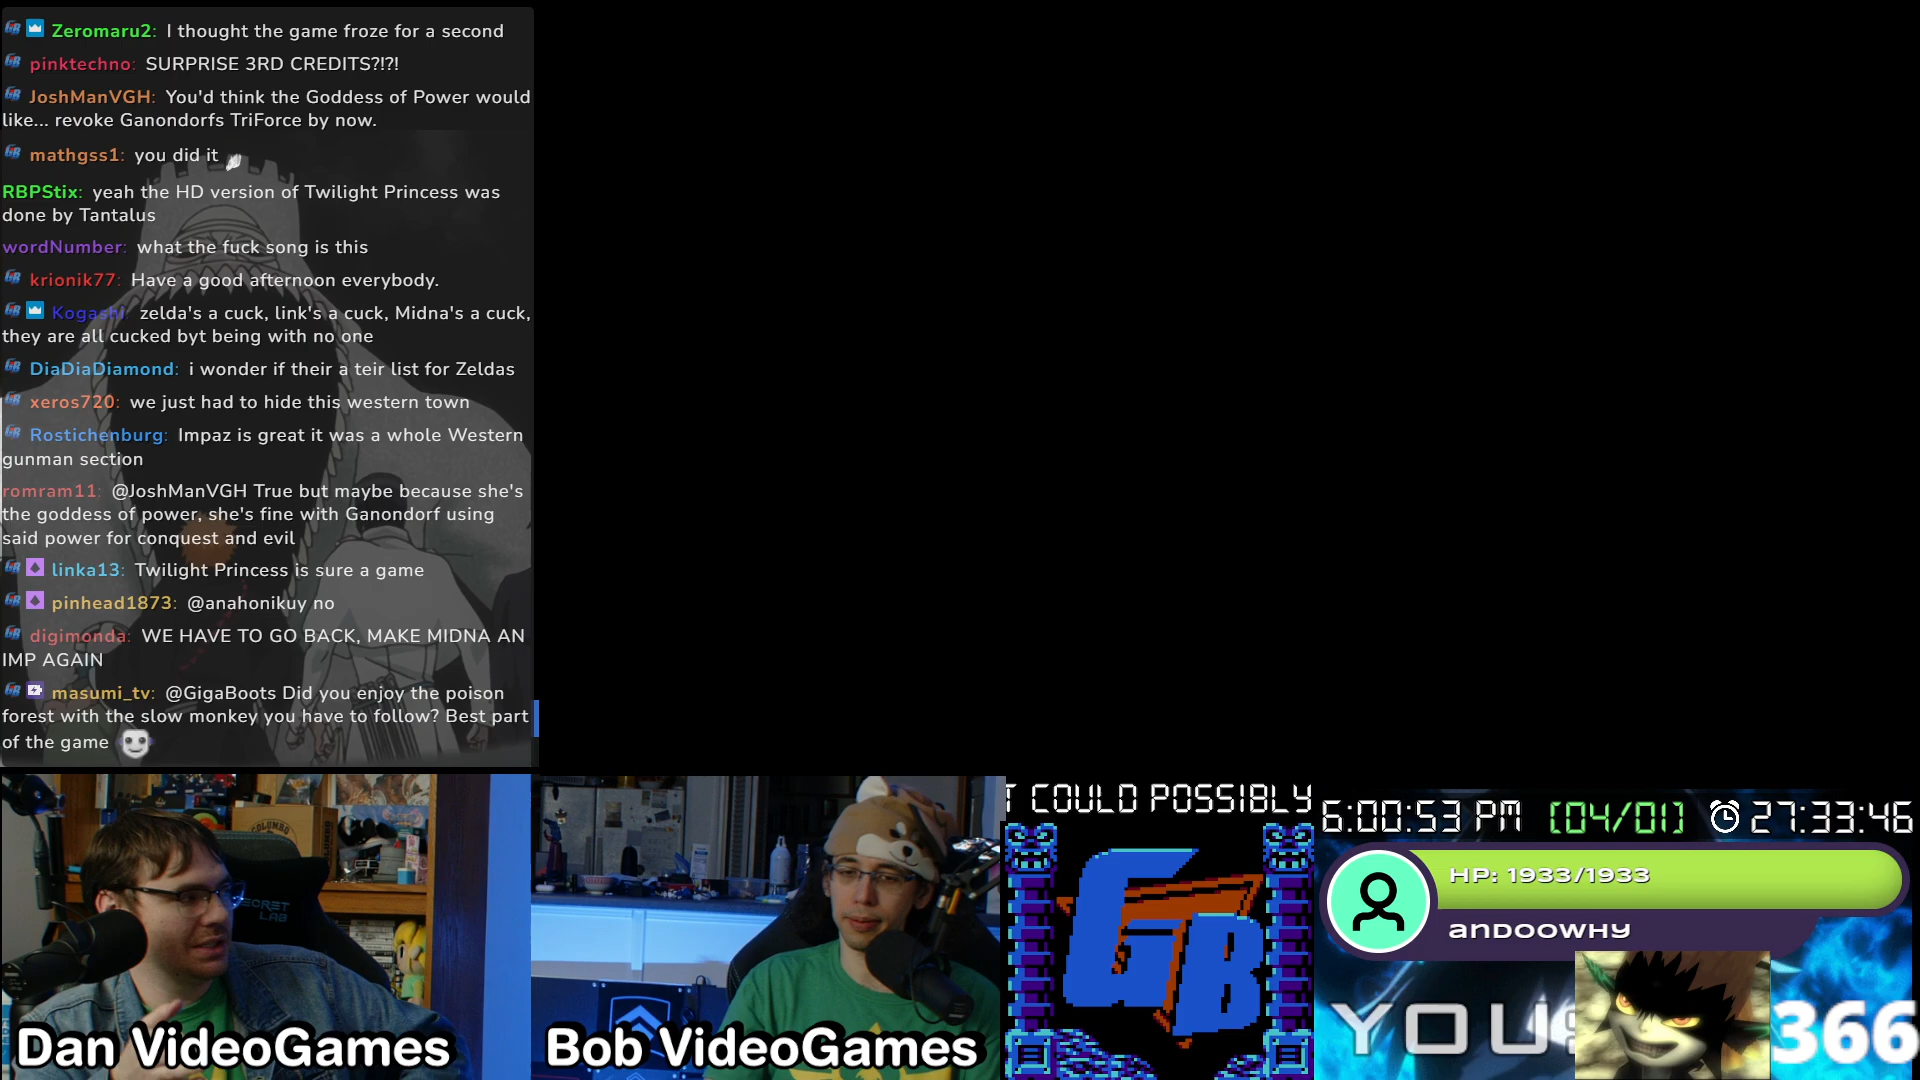 Zeromaru2: I thought the game froze for a second
pinktechno: SURPRISE 3RD CREDITS?!?!
JoshManVGH: You'd think the Goddess of Power would
like... revoke Ganondorfs TriForce by now.
mathgss1: you did it
RBPStix: yeah the HD version of Twilight Princess was
done by Tantalus
wordNumber: what the fuck song is this
krionik77: Have a good afternoon everybody.
Kogashi: zelda's a cuck, link's a cuck, Midna's a cuck,
they are all cucked byt being with no one
DiaDiaDiamond: i wonder if their a teir list for Zeldas
xeros720: we just had to hide this western town
Rostichenburg: Impaz is great it was a whole Western
gunman section
romram11: @JoshManVGH True but maybe because she's
the goddess of power, she's fine with Ganondorf using
said power for conquest and evil
linka13: Twilight Princess is sure a game
pinhead1873: @anahonikuy no
digimonda: WE HAVE TO GO BACK, MAKE MIDNA AN
IMP AGAIN
masumi_tv: @GigaBoots Did you enjoy the poison
forest with the slow monkey you have to follow? Best part
of the game
COLUMBO
SECRET
LAB
Dan VideoGames
Bob VideoGames
T COULD POSSIBLY
GB
6:00:53 PM [04/01] 27:33:46
HP: 1933/1933
andoowhy
YOU
366